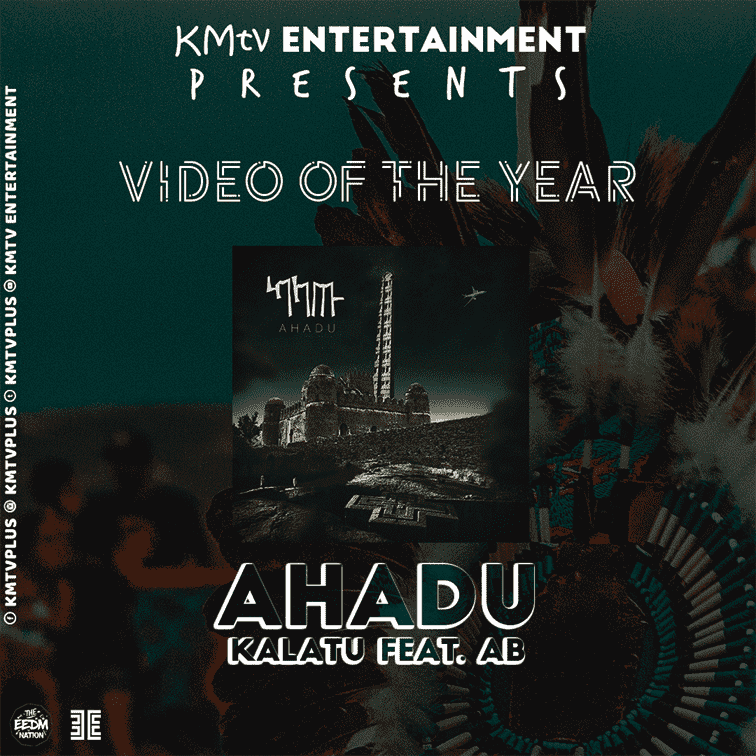 KMtv ENTERTAINMENT
PRESENTS
VIDEO OF THE YEAR
AHADU
AHADU
KALATU FEAT. AB
KMTVPLUS KMTVPLUS KMTVPLUS KMTV ENTERTAINMENT
THE
EEDM
NATION